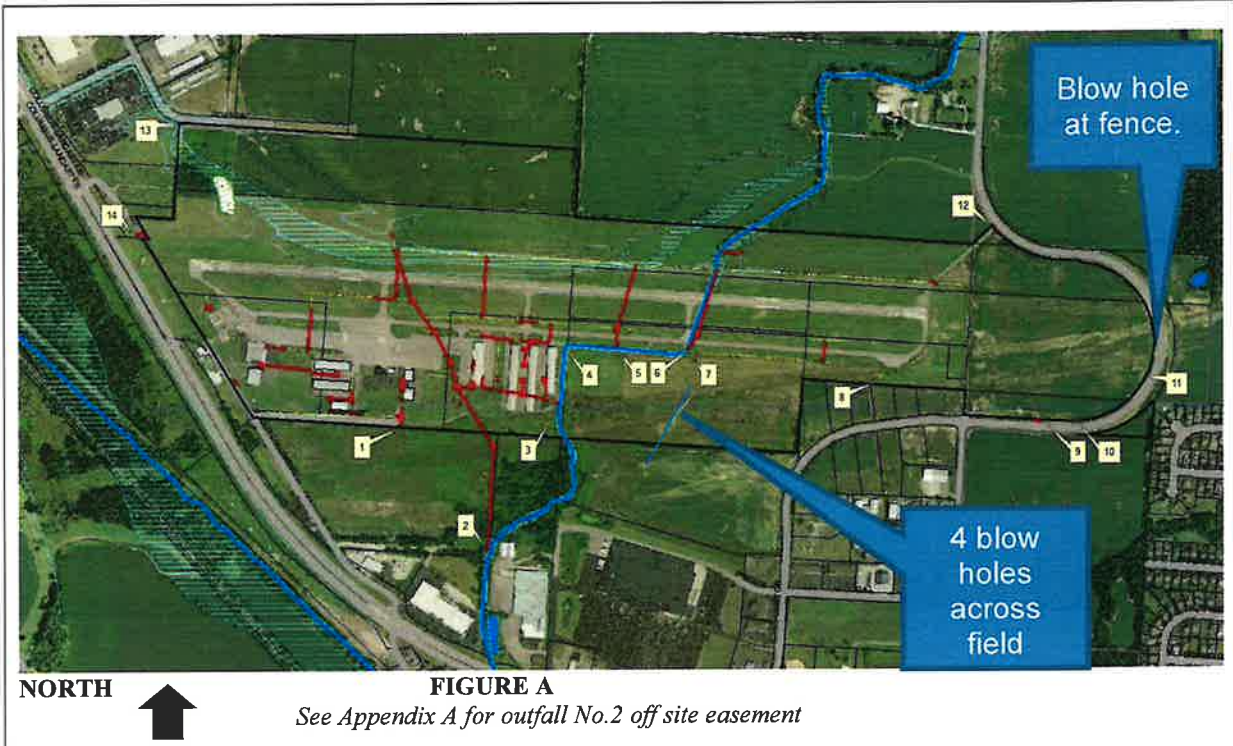 Blow hole
at fence.
13
14
12
4
5
6
7
8
11
1
3
9
10
2
4 blow
holes
across
field
NORTH
FIGURE A
See Appendix A for outfall No.2 off site easement